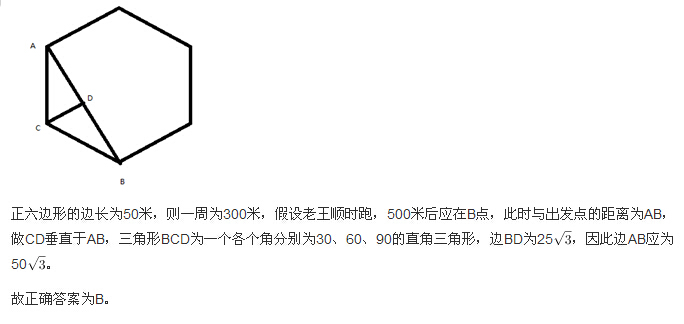 A
D
C
B
正六边形的边长为50米，则一周为300米，假设老王顺时跑，500米后应在B点，此时与出发点的距离为AB，
做CD垂直于AB，三角形BCD为一个各个角分别为30、60、90的直角三角形，边BD为25√3，因此边AB应为
50√3。
故正确答案为B。